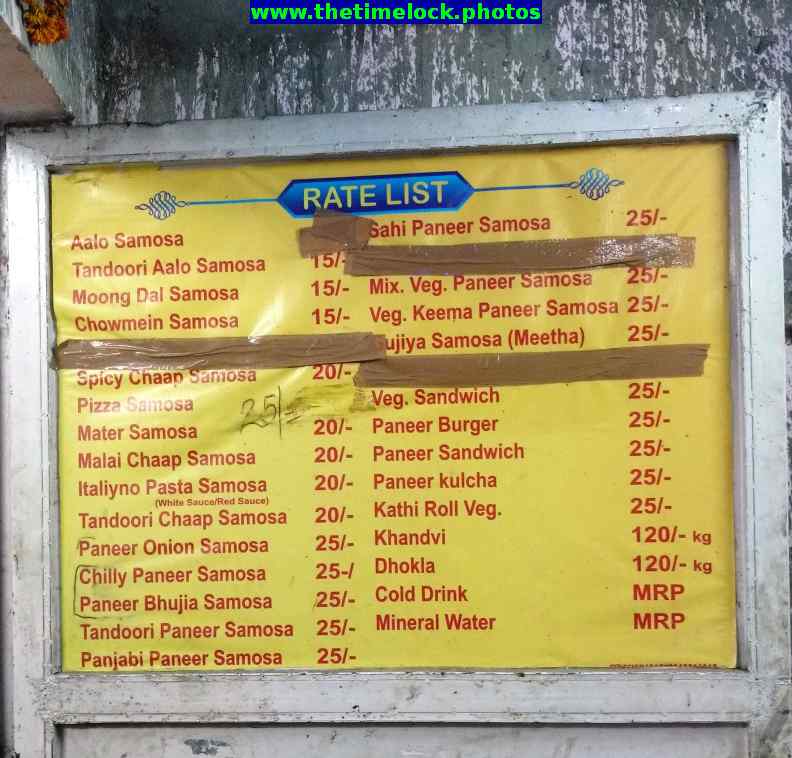 www.thetimelock.photos
RATE LIST
Aalo Samosa
Tandoori Aalo Samosa 15/-
Moong Dal Samosa 15/-
Chowmein Samosa 15/-
Spicy Chaap Samosa 20/-
Pizza Samosa 25/-
Mater Samosa 20/-
Malai Chaap Samosa 20/-
Italiyno Pasta Samosa 20/-
(White Sauce/Red Sauce)
Tandoori Chaap Samosa 20/-
Paneer Onion Samosa 25/-
Chilly Paneer Samosa 25-/
Paneer Bhujia Samosa 25/-
Tandoori Paneer Samosa 25/-
Panjabi Paneer Samosa 25/-
Sahi Paneer Samosa 25/-
Mix. Veg. Paneer Samosa 25/-
Veg. Keema Paneer Samosa 25/-
ujiya Samosa (Meetha) 25/-
Veg. Sandwich 25/-
Paneer Burger 25/-
Paneer Sandwich 25/-
Paneer kulcha 25/-
Kathi Roll Veg. 25/-
Khandvi 120/- kg
Dhokla 120/- kg
Cold Drink MRP
Mineral Water MRP